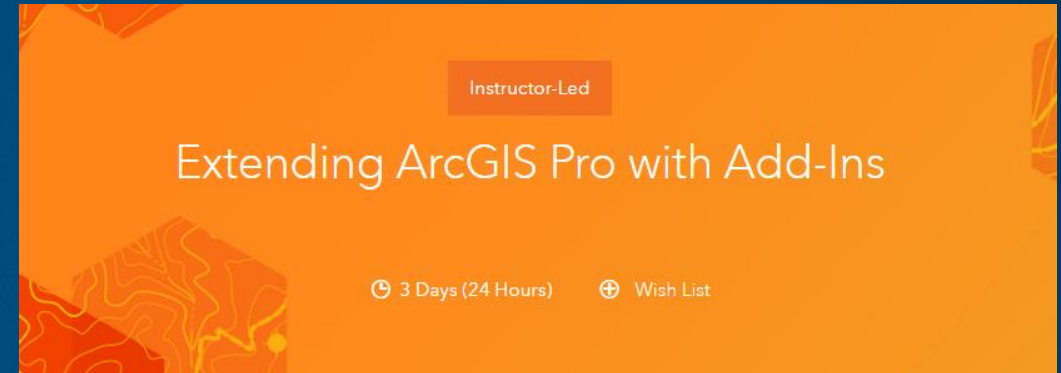 Instructor-Led
Extending ArcGIS Pro with Add-Ins
3 Days (24 Hours)
Wish List